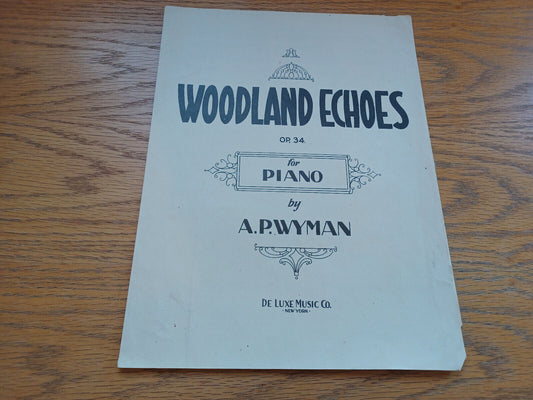 WOODLAND ECHOES
OP. 34.
for
PIANO
by
A.P.WYMAN
DE LUXE MUSIC CO.
- NEW YORK -